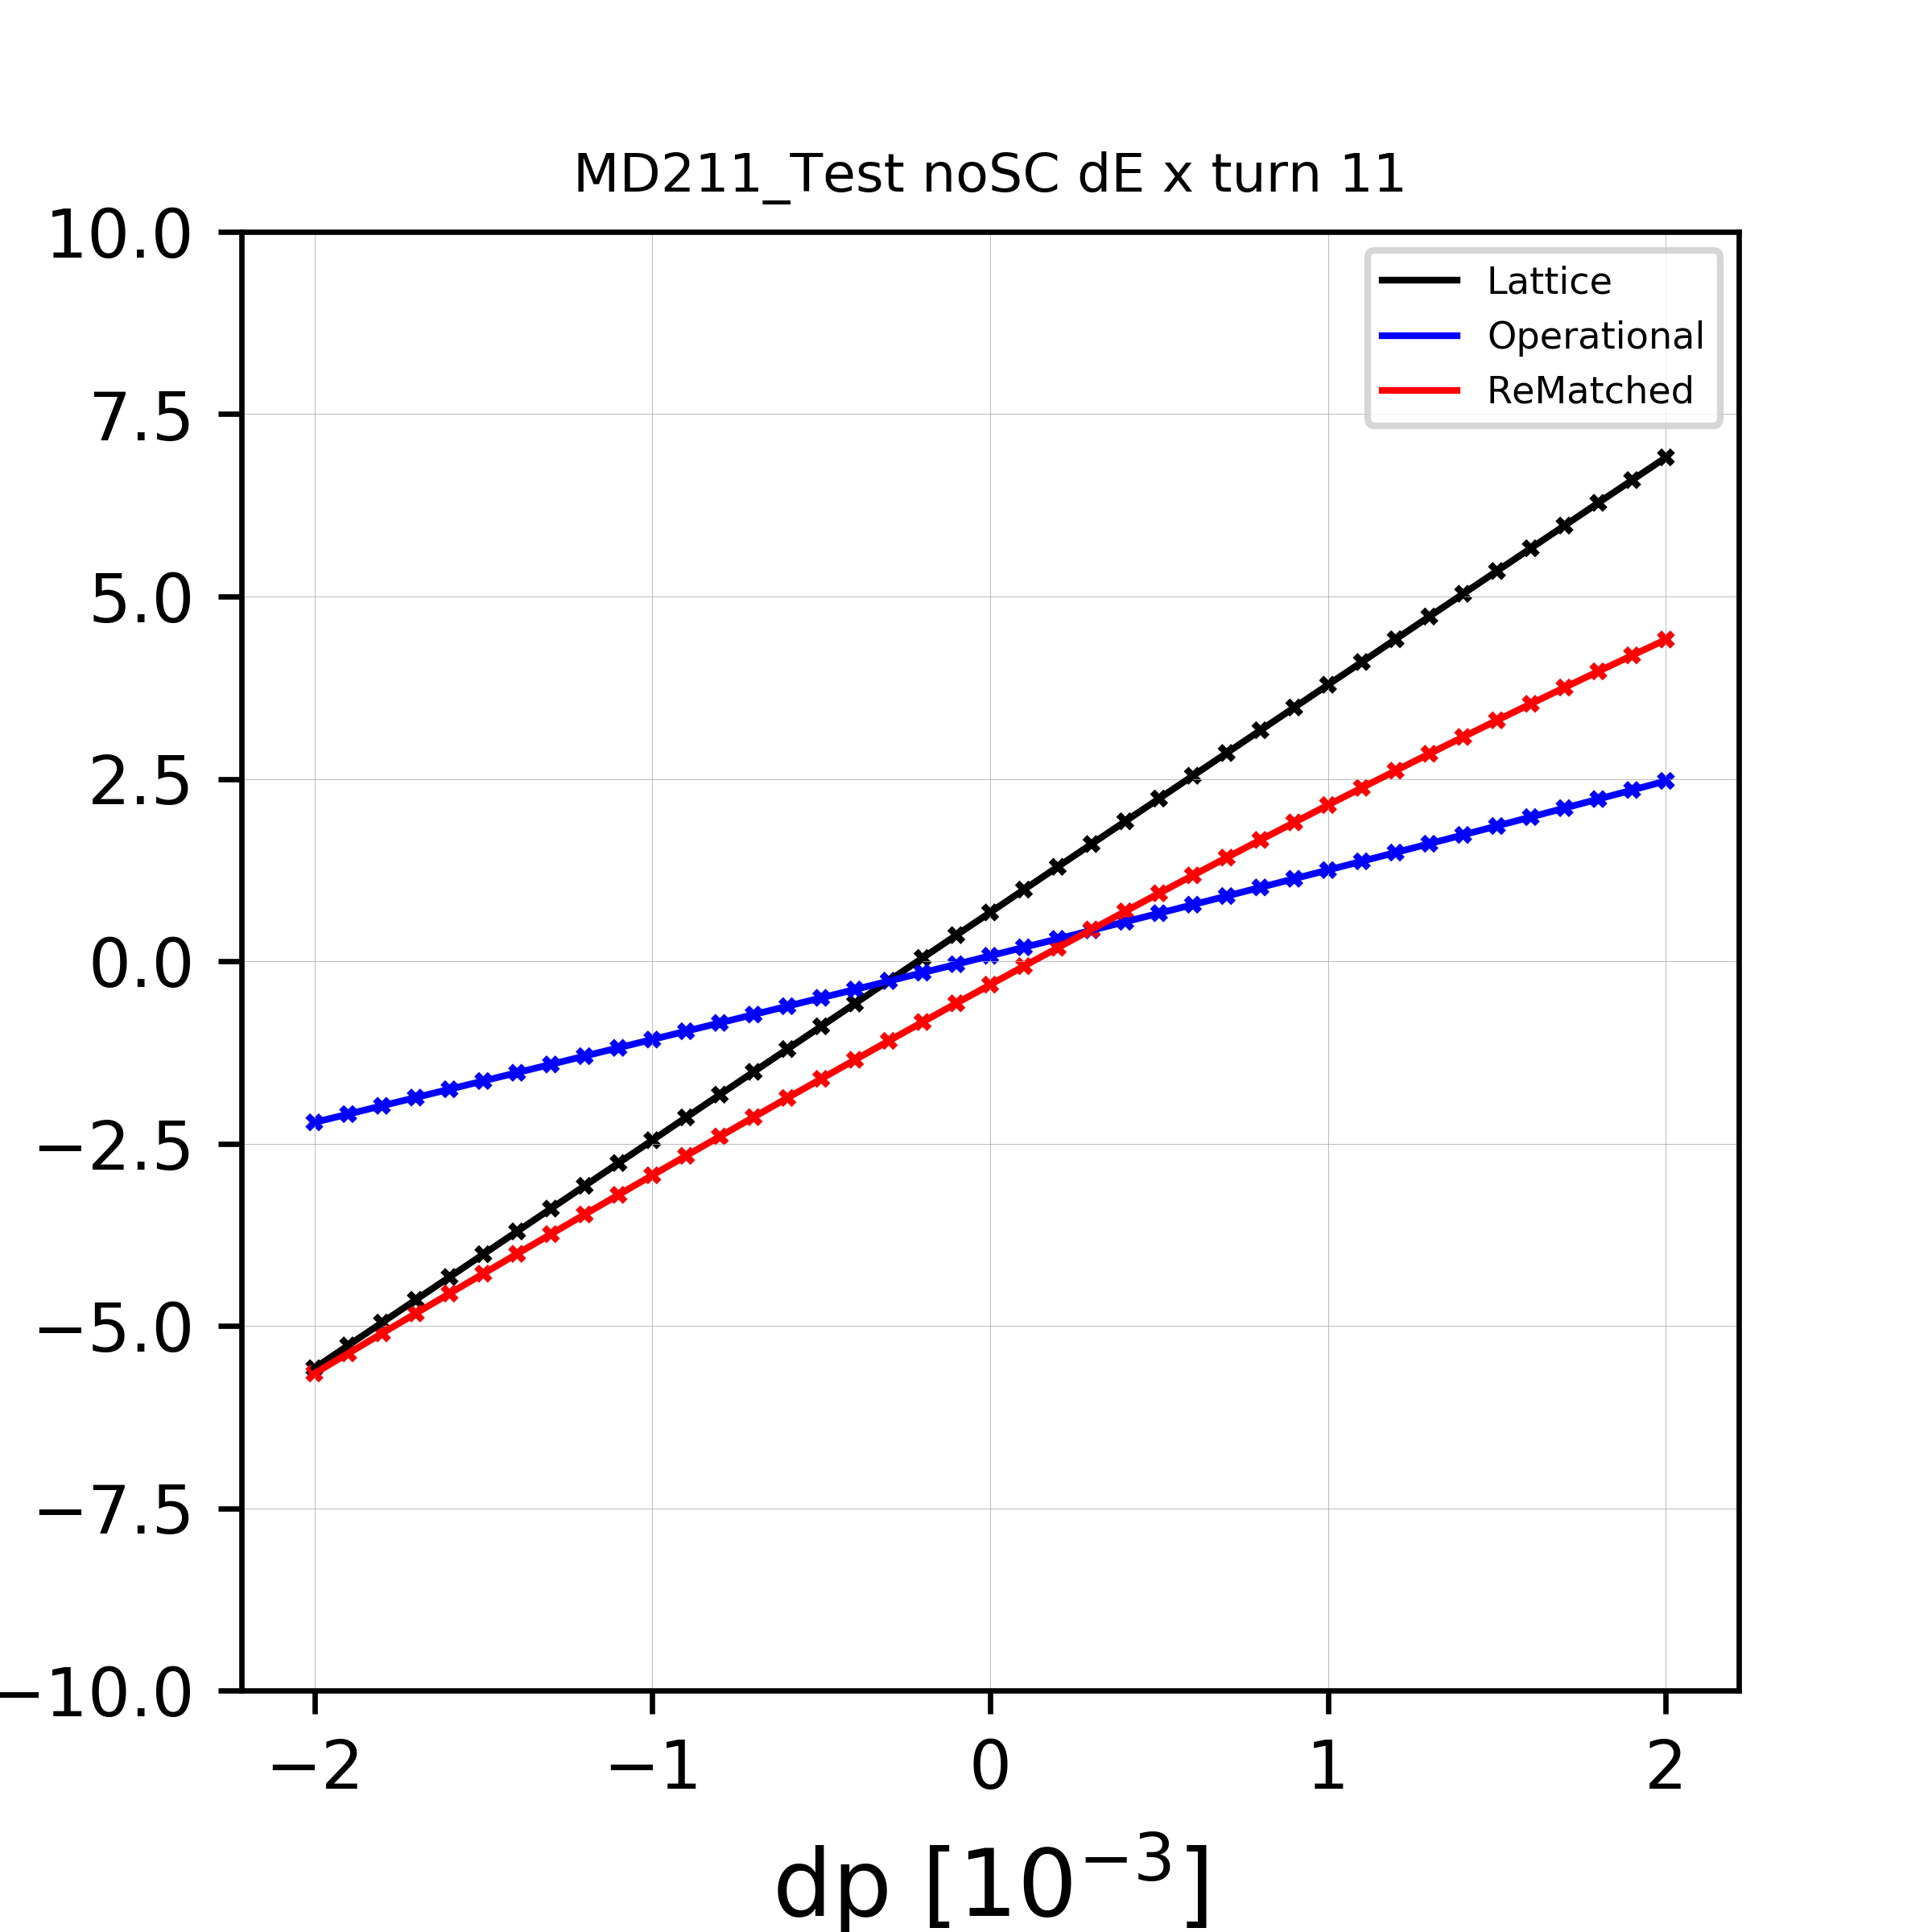 MD211_Test noSC dE x turn 11
10.0
7.5
5.0
2.5
0.0
−2.5
−5.0
−7.5
−10.0
Lattice
Operational
ReMatched
−2 −1 0 1 2
dp [10⁻³]